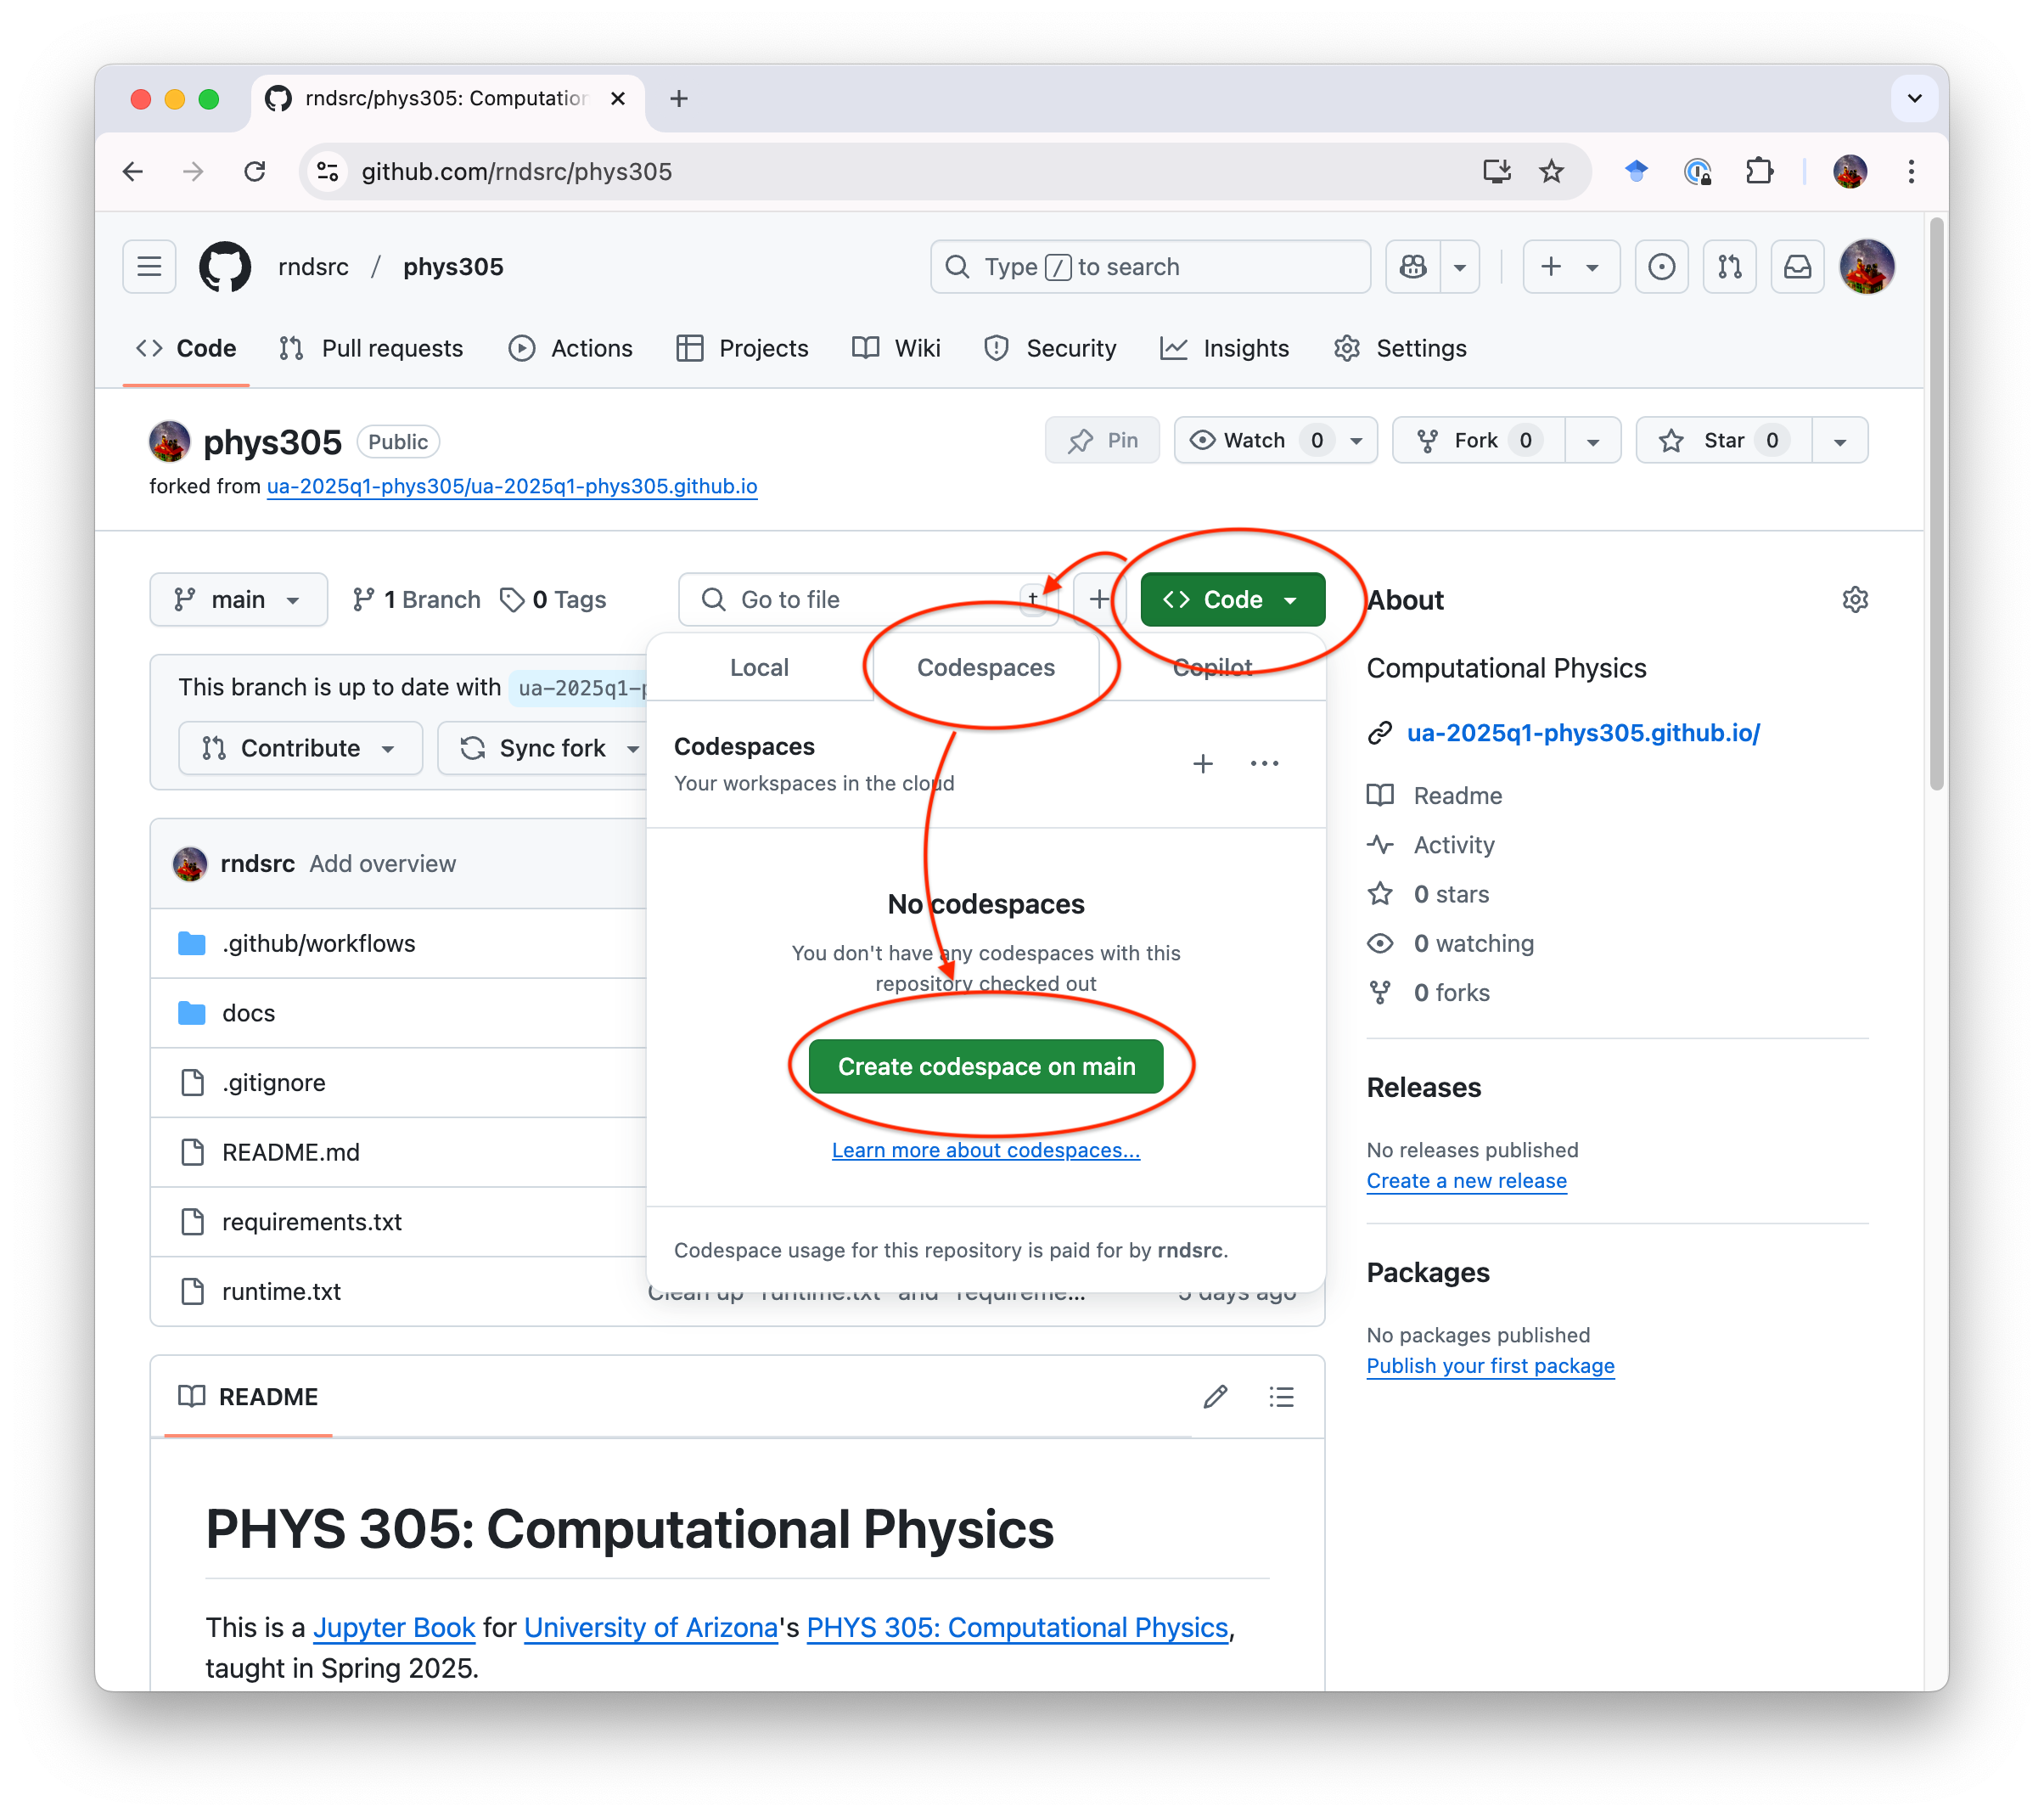 rndsrc/phys305: Computation
github.com/rndsrc/phys305
rndsrc / phys305
Type / to search
Code Pull requests Actions Projects Wiki Security Insights Settings
phys305 Public
Pin Watch 0 Fork 0 Star 0
forked from ua-2025q1-phys305/ua-2025q1-phys305.github.io
main 1 Branch 0 Tags Go to file t Code
About
Local Codespaces Copilot
Computational Physics
This branch is up to date with ua-2025q1-p
ua-2025q1-phys305.github.io/
Contribute Sync fork
Codespaces
Your workspaces in the cloud
Readme
Activity
rndsrc Add overview
0 stars
No codespaces
.github/workflows
You don't have any codespaces with this
repository checked out
0 watching
0 forks
docs
Create codespace on main
.gitignore
Releases
README.md
Learn more about codespaces...
No releases published
Create a new release
requirements.txt
Codespace usage for this repository is paid for by rndsrc.
Packages
runtime.txt
Clean up `runtime.txt` and `requireme... 5 days ago
No packages published
Publish your first package
README
PHYS 305: Computational Physics
This is a Jupyter Book for University of Arizona's PHYS 305: Computational Physics,
taught in Spring 2025.